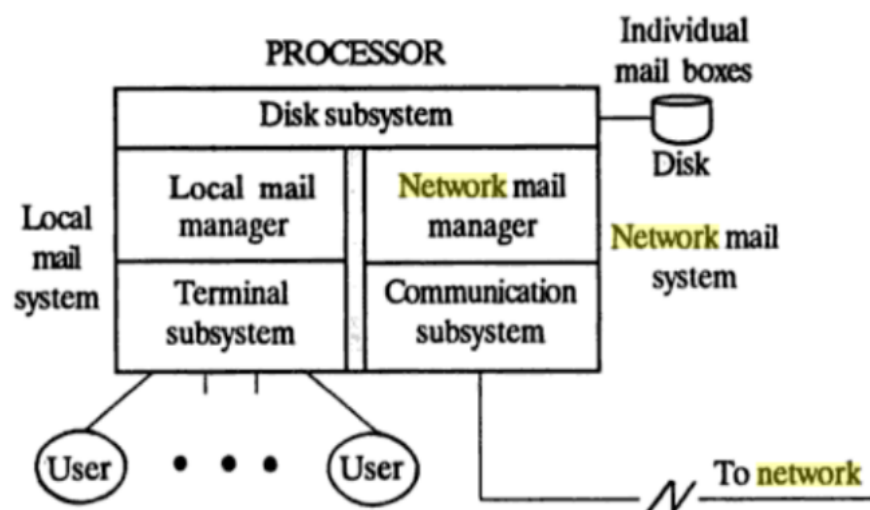 PROCESSOR
Individual
mail boxes
Disk subsystem
Disk
Local mail
manager
Network mail
manager
Local
mail
system
Network mail
system
Terminal
subsystem
Communication
subsystem
User
User
To network